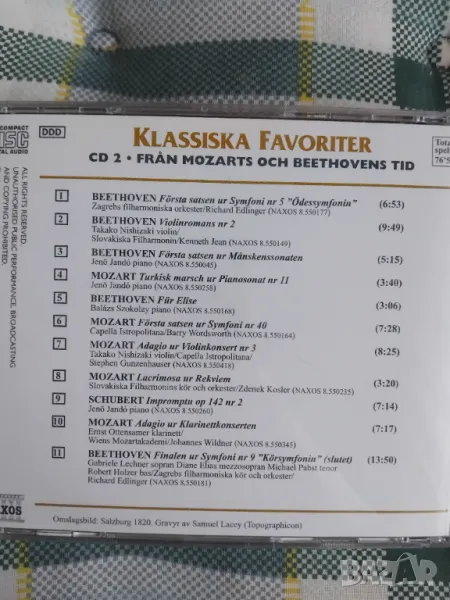 COMPACT
DISC
DIGITAL AUDIO
DDD
KLASSISKA FAVORITER
CD 2 • FRÅN MOZARTS OCH BEETHOVENS TID
Total
spel
76'5
ALL RIGHTS RESERVED.
UNAUTHORISED PUBLIC PERFORMANCE, BROADCASTING
AND COPYING PROHIBITED.
1 BEETHOVEN Första satsen ur Symfoni nr 5 "Ödessymfonin" (6:53)
Zagrebs filharmoniska orkester/Richard Edlinger (NAXOS 8.550177)
2 BEETHOVEN Violinromans nr 2 (9:49)
Takako Nishizaki violin/
Slovakiska Filharmonin/Kenneth Jean (NAXOS 8.550149)
3 BEETHOVEN Första satsen ur Månskenssonaten (5:15)
Jenö Jandó piano (NAXOS 8.550045)
4 MOZART Turkisk marsch ur Pianosonat nr 11 (3:40)
Jenö Jandó piano (NAXOS 8.550258)
5 BEETHOVEN Für Elise (3:06)
Balázs Szokolay piano (NAXOS 8.550168)
6 MOZART Första satsen ur Symfoni nr 40 (7:28)
Capella Istropolitana/Barry Wordsworth (NAXOS 8.550164)
7 MOZART Adagio ur Violinkonsert nr 3 (8:25)
Takako Nishizaki violin/Capella Istropolitana/
Stephen Gunzenhauser (NAXOS 8.550418)
8 MOZART Lacrimosa ur Rekviem (3:20)
Slovakiska Filharmonins kör och orkester/Zdenek Kosler (NAXOS 8.550235)
9 SCHUBERT Impromptu op 142 nr 2 (7:14)
Jenö Jandó piano (NAXOS 8.550260)
10 MOZART Adagio ur Klarinettkonserten (7:17)
Ernst Ottensamer klarinett/
Wiens Mozartakademi/Johannes Wildner (NAXOS 8.550345)
11 BEETHOVEN Finalen ur Symfoni nr 9 "Körsymfonin" (slutet) (13:50)
Gabriele Lechner sopran Diane Elias mezzosopran Michael Pabst tenor
Robert Holzer bas/Zagrebs filharmoniska kör och orkester/
Richard Edlinger (NAXOS 8.550181)
Omslagsbild: Salzburg 1820. Gravyr av Samuel Lacey (Topographicon)
NAXOS
BAZAR